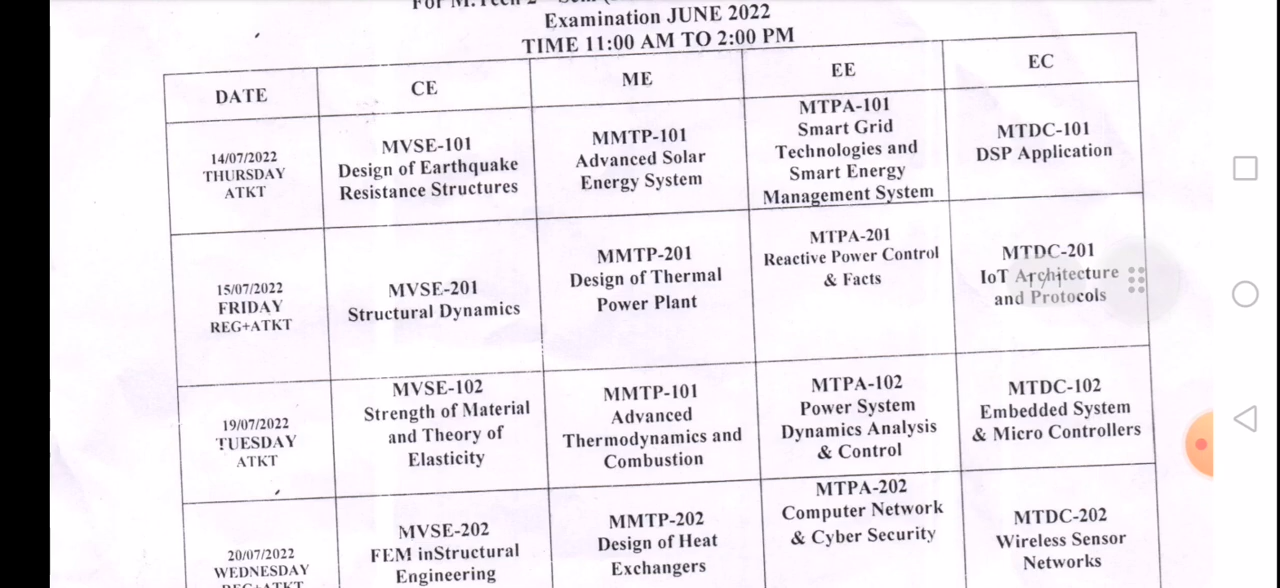 Examination JUNE 2022
TIME 11:00 AM TO 2:00 PM
DATE
CE
ME
EE
EC
14/07/2022
THURSDAY
ATKT
MVSE-101
Design of Earthquake
Resistance Structures
MMTP-101
Advanced Solar
Energy System
MTPA-101
Smart Grid
Technologies and
Smart Energy
Management System
MTDC-101
DSP Application
15/07/2022
FRIDAY
REG+ATKT
MVSE-201
Structural Dynamics
MMTP-201
Design of Thermal
Power Plant
MTPA-201
Reactive Power Control
& Facts
MTDC-201
IoT Architecture
and Protocols
19/07/2022
TUESDAY
ATKT
MVSE-102
Strength of Material
and Theory of
Elasticity
MMTP-101
Advanced
Thermodynamics and
Combustion
MTPA-102
Power System
Dynamics Analysis
& Control
MTDC-102
Embedded System
& Micro Controllers
20/07/2022
WEDNESDAY
REG+ATKT
MVSE-202
FEM inStructural
Engineering
MMTP-202
Design of Heat
Exchangers
MTPA-202
Computer Network
& Cyber Security
MTDC-202
Wireless Sensor
Networks